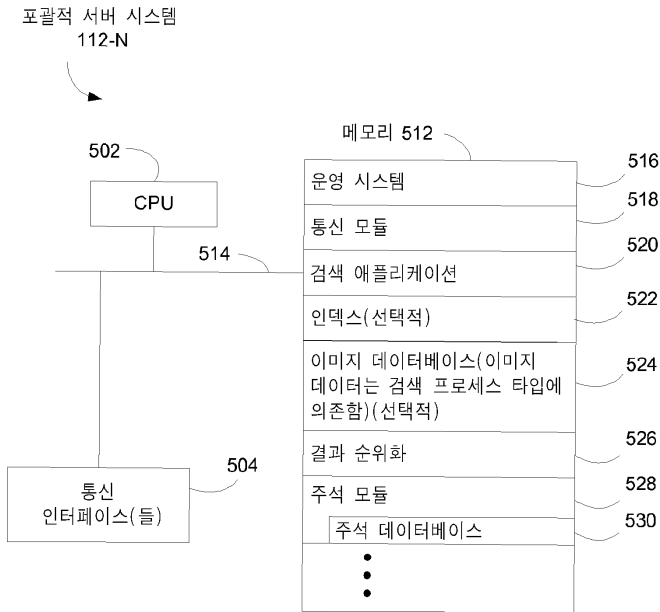 포괄적 서버 시스템
112-N
502
CPU
514
504
통신
인터페이스(들)
메모리 512
운영 시스템
516
통신 모듈
518
검색 애플리케이션
520
인덱스(선택적)
522
이미지 데이터베이스(이미지
데이터는 검색 프로세스 타입에
의존함)(선택적)
524
결과 순위화
526
주석 모듈
528
주석 데이터베이스
530